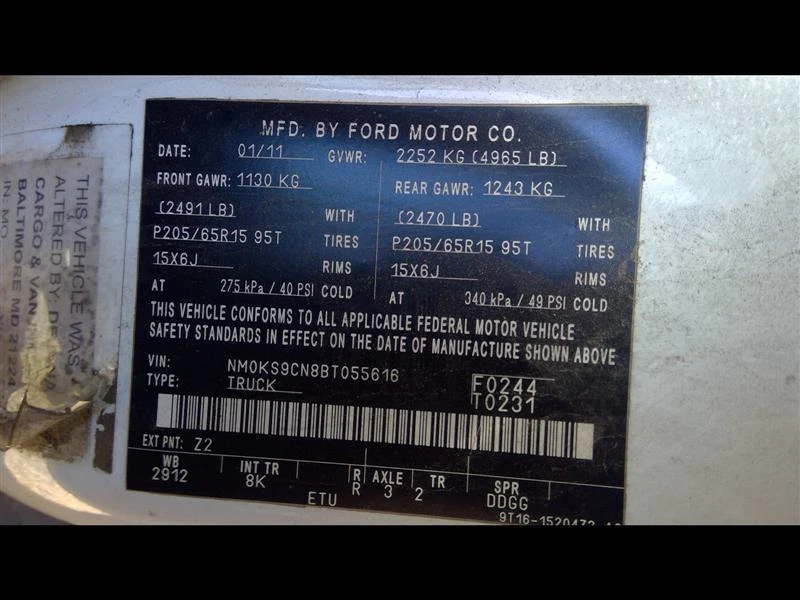 MFD. BY FORD MOTOR CO.
DATE: 01/11 GVWR: 2252 KG (4965 LB)
FRONT GAWR: 1130 KG REAR GAWR: 1243 KG
(2491 LB) WITH (2470 LB) WITH
P205/65R15 95T TIRES P205/65R15 95T TIRES
15X6J RIMS 15X6J RIMS
AT 275 kPa / 40 PSI COLD AT 340 kPa / 49 PSI COLD
THIS VEHICLE CONFORMS TO ALL APPLICABLE FEDERAL MOTOR VEHICLE
SAFETY STANDARDS IN EFFECT ON THE DATE OF MANUFACTURE SHOWN ABOVE
VIN: NM0KS9CN8BT055616 F0244
TYPE: TRUCK T0231
EXT PNT: Z2
WB INT TR R AXLE TR SPR
2912 8K R 3 2 DDGG
ETU 9T16-1520472
THIS VEHICLE WAS
ALTERED BY
CARGO & VAN
BALTIMORE MD 21224
IN: MO.